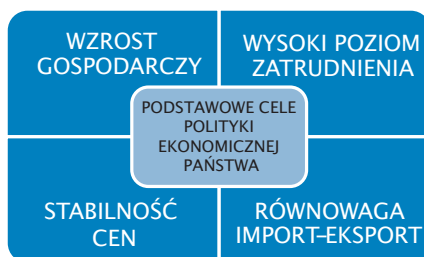 WZROST
GOSPODARCZY
WYSOKI POZIOM
ZATRUDNIENIA
PODSTAWOWE CELE
POLITYKI
EKONOMICZNEJ
PAŃSTWA
STABILNOŚĆ
CEN
RÓWNOWAGA
IMPORT–EKSPORT